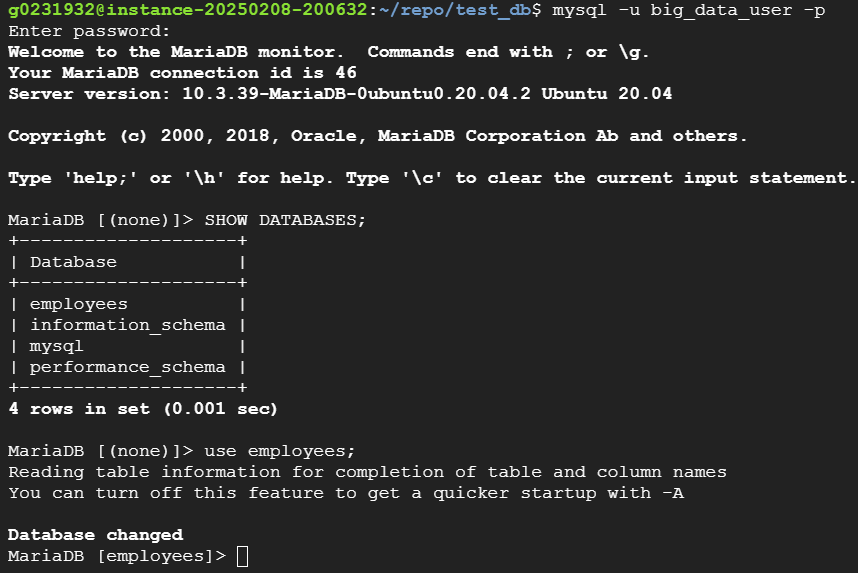 g0231932@instance-20250208-200632:~/repo/test_db$ mysql -u big_data_user -p
Enter password:
Welcome to the MariaDB monitor.  Commands end with ; or \g.
Your MariaDB connection id is 46
Server version: 10.3.39-MariaDB-0ubuntu0.20.04.2 Ubuntu 20.04

Copyright (c) 2000, 2018, Oracle, MariaDB Corporation Ab and others.

Type 'help;' or '\h' for help. Type '\c' to clear the current input statement.

MariaDB [(none)]> SHOW DATABASES;
+--------------------+
| Database           |
+--------------------+
| employees          |
| information_schema |
| mysql              |
| performance_schema |
+--------------------+
4 rows in set (0.001 sec)

MariaDB [(none)]> use employees;
Reading table information for completion of table and column names
You can turn off this feature to get a quicker startup with -A

Database changed
MariaDB [employees]>